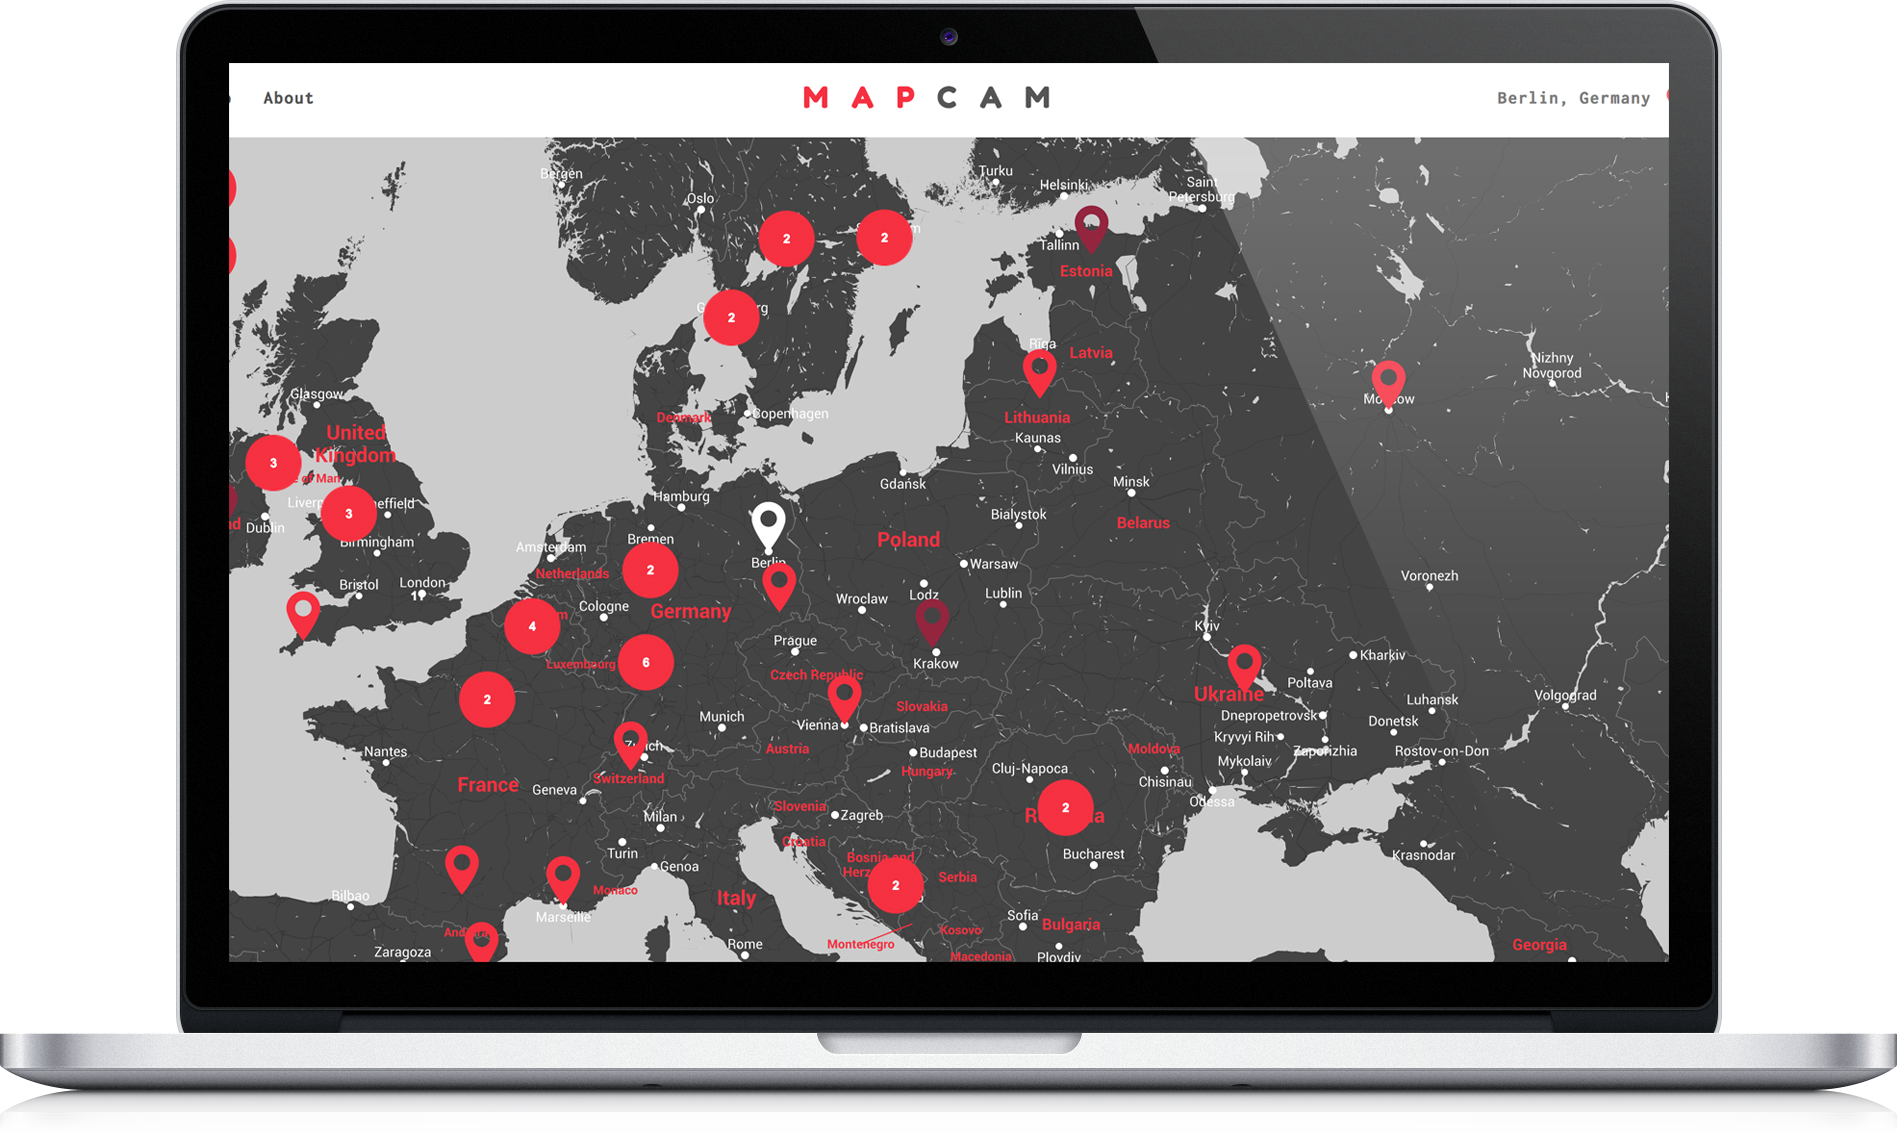 About
MAPCAM
Berlin, Germany
Bergen
Oslo
Turku
Helsinki
Saint
Petersburg
2
2
Tallinn
Estonia
2
Rīga
Latvia
Nizhny
Novgorod
Glasgow
Denmark
Copenhagen
Lithuania
Moscow
United
Kingdom
Kaunas
3
Vilnius
of Man
Gdańsk
Minsk
Hamburg
3
Dublin
Bialystok
Belarus
Birmingham
Bremen
Poland
Amsterdam
Berlin
Warsaw
Netherlands
2
Voronezh
Bristol
London
11
Wroclaw
Lodz
Lublin
Cologne
Germany
4
Kyiv
Prague
Krakow
Kharkiv
Luxembourg
6
Czech Republic
Poltava
2
Ukraine
Luhansk
Volgograd
Slovakia
Munich
Dnepropetrovsk
Vienna
Bratislava
Donetsk
Kryvyi Rih
Nantes
Zurich
Austria
Budapest
Moldova
Zaporizhia
Rostov-on-Don
Mykolaiv
Hungary
Cluj-Napoca
Switzerland
France
Geneva
Chisinau
Odessa
Slovenia
2
Milan
Zagreb
Croatia
Turin
Bucharest
Krasnodar
Bosnia and
Genoa
Serbia
Monaco
2
Bilbao
Italy
Marseille
Sofia
Bulgaria
Kosovo
Montenegro
Georgia
Rome
Zaragoza
Macedonia
Plovdiv